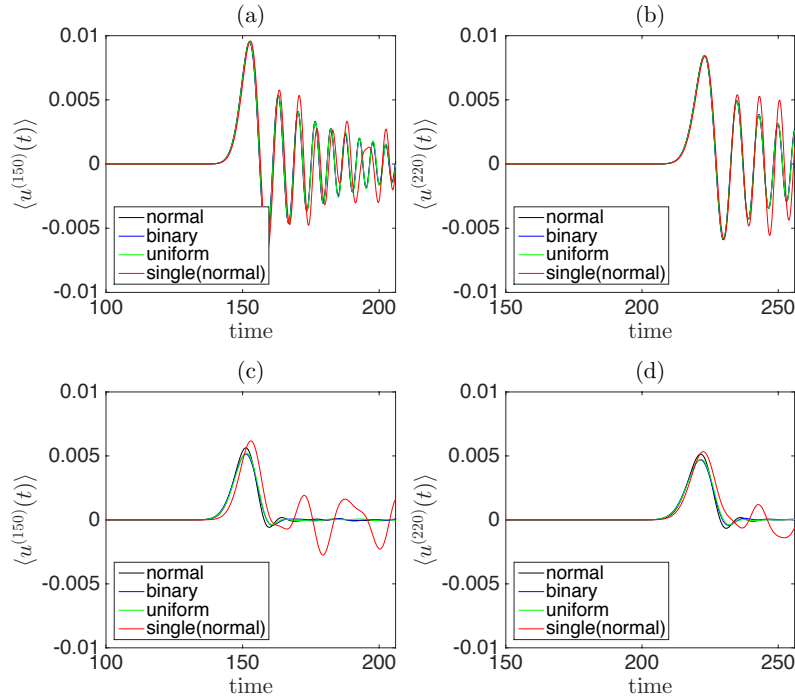 (a)
0.01
0.005
0
-0.005
-0.01
⟨u^(150)(t)⟩
normal
binary
uniform
single(normal)
100 150 200
time
(b)
0.01
0.005
0
-0.005
-0.01
⟨u^(220)(t)⟩
normal
binary
uniform
single(normal)
150 200 250
time
(c)
0.01
0.005
0
-0.005
-0.01
⟨u^(150)(t)⟩
normal
binary
uniform
single(normal)
100 150 200
time
(d)
0.01
0.005
0
-0.005
-0.01
⟨u^(220)(t)⟩
normal
binary
uniform
single(normal)
150 200 250
time